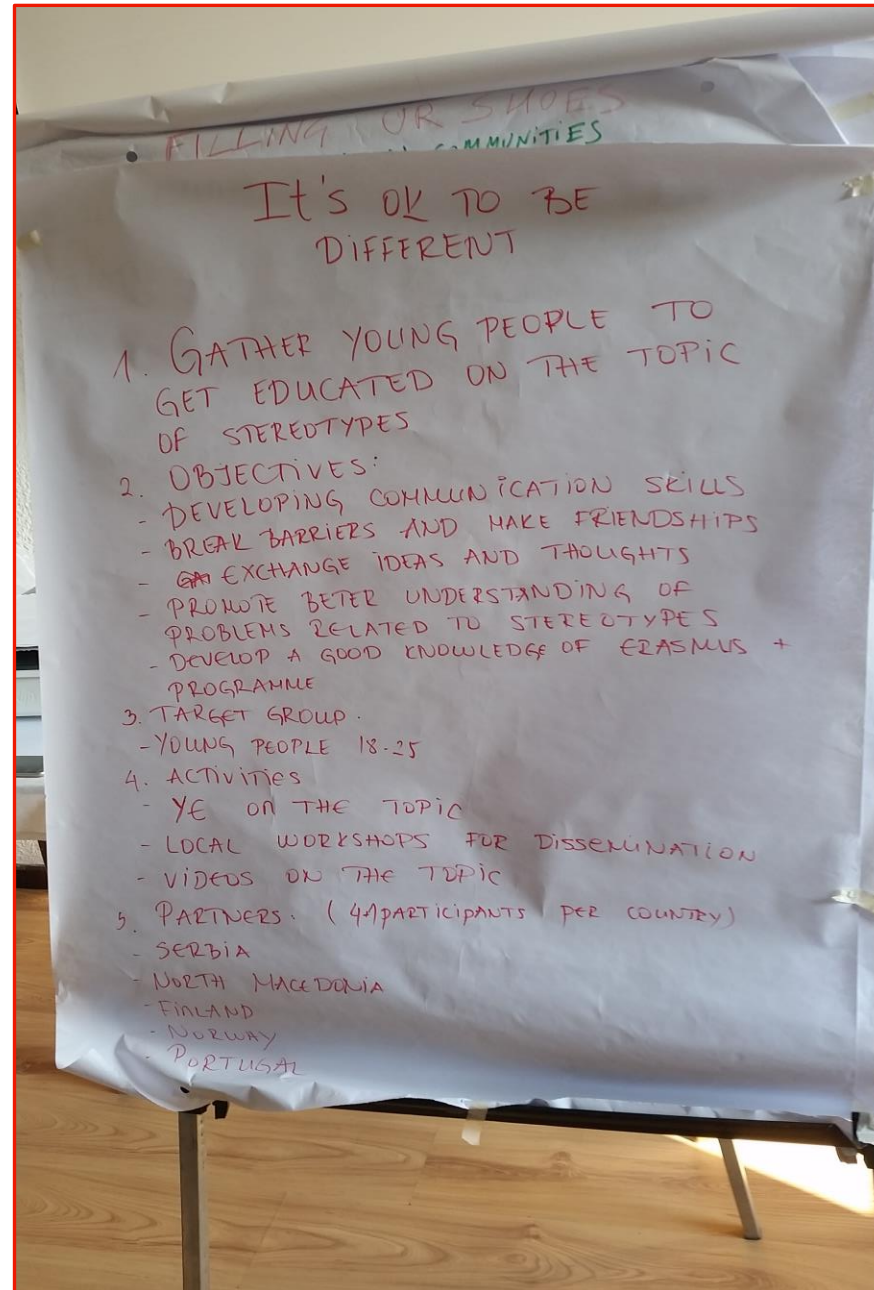 FILLING OR SHOES
COMMUNITIES
It's OK TO BE
DIFFERENT
1. GATHER YOUNG PEOPLE TO
GET EDUCATED ON THE TOPIC
OF STEREOTYPES
2. OBJECTIVES:
- DEVELOPING COMMUNICATION SKILLS
- BREAK BARRIERS AND MAKE FRIENDSHIPS
- EXCHANGE IDEAS AND THOUGHTS
- PROMOTE BETER UNDERSTANDING OF
PROBLEMS RELATED TO STEREOTYPES
- DEVELOP A GOOD KNOWLEDGE OF ERASMUS +
PROGRAMME
3. TARGET GROUP.
- YOUNG PEOPLE 18-25
4. ACTIVITIES
- YE ON THE TOPIC
- LOCAL WORKSHOPS FOR DISSEMINATION
- VIDEOS ON THE TOPIC
5. PARTNERS. (4+1 PARTICIPANTS PER COUNTRY)
- SERBIA
- NORTH MACEDONIA
- FINLAND
- NORWAY
- PORTUGAL